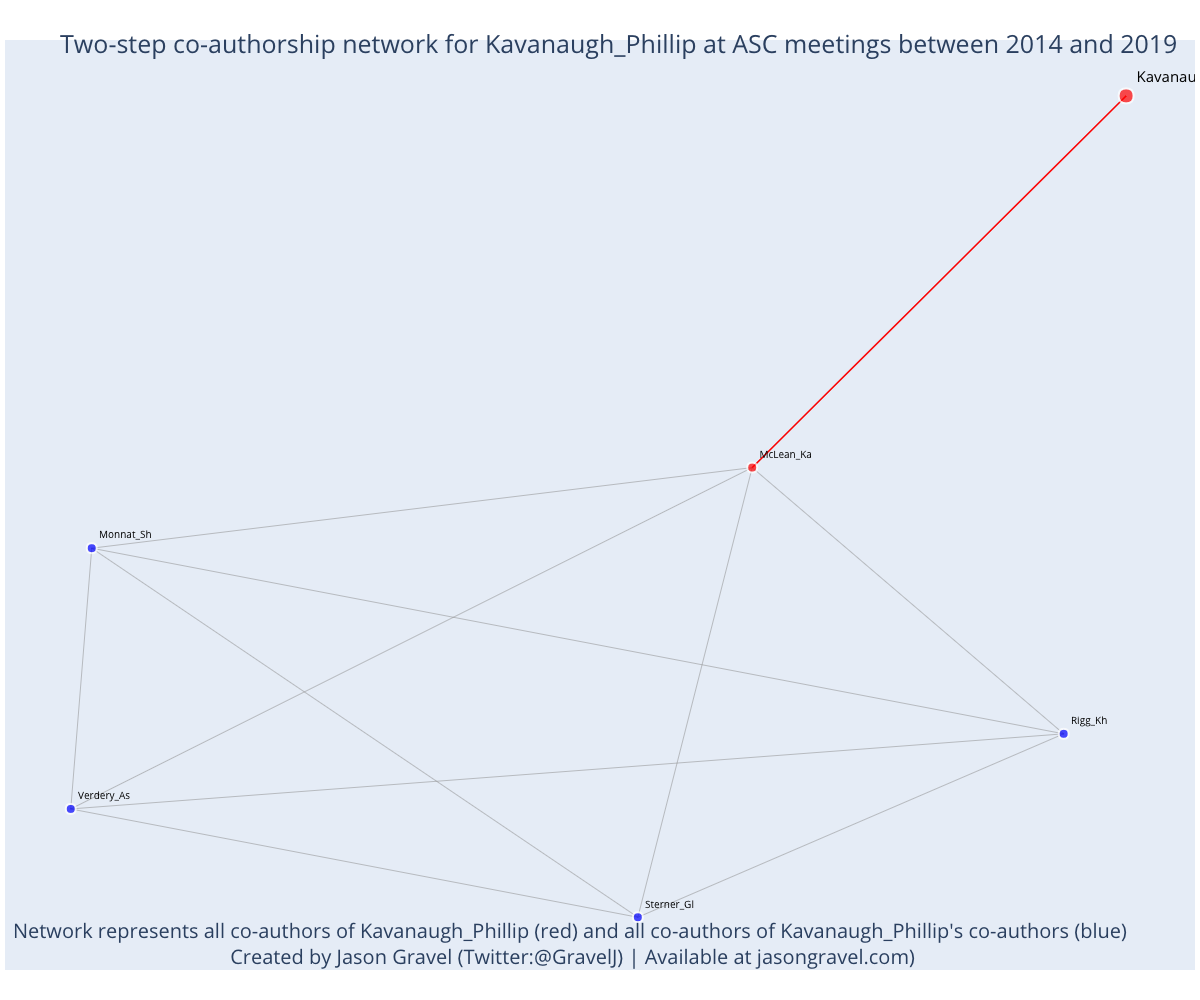 Two-step co-authorship network for Kavanaugh_Phillip at ASC meetings between 2014 and 2019
Kavanau
McLean_Ka
Monnat_Sh
Rigg_Kh
Verdery_As
Sterner_Gl
Network represents all co-authors of Kavanaugh_Phillip (red) and all co-authors of Kavanaugh_Phillip's co-authors (blue)
Created by Jason Gravel (Twitter:@GravelJ) | Available at jasongravel.com)